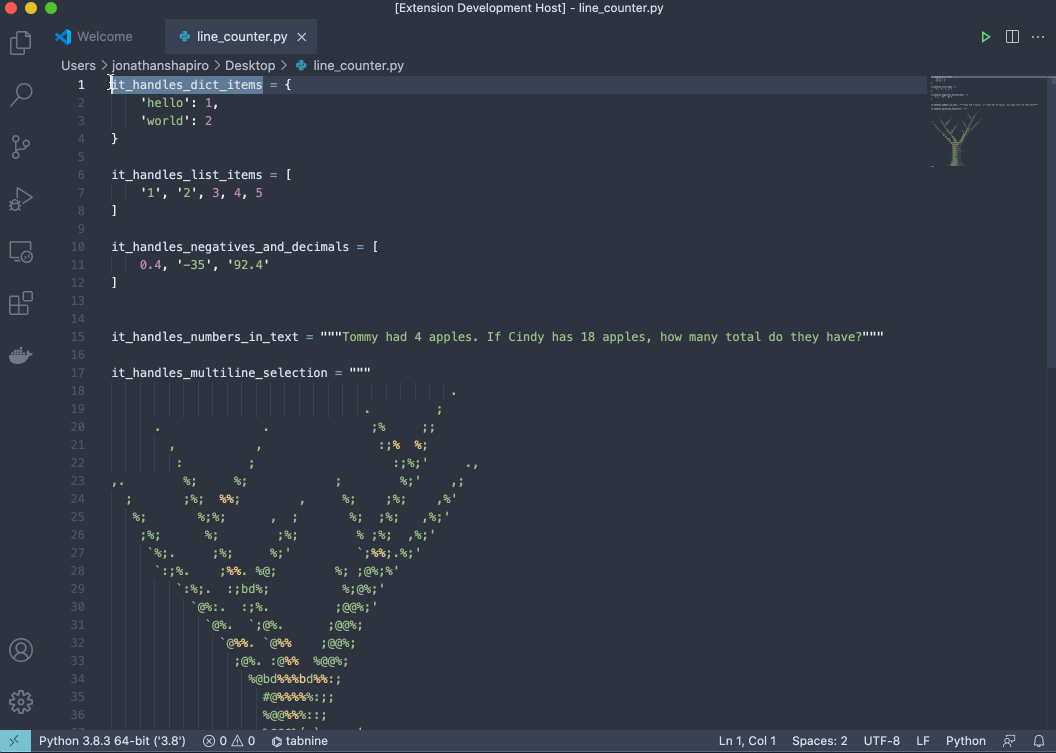 [Extension Development Host] - line_counter.py
Welcome line_counter.py
Users > jonathanshapiro > Desktop > line_counter.py
1 it_handles_dict_items = {
2     'hello': 1,
3     'world': 2
4 }
5
6 it_handles_list_items = [
7     '1', '2', 3, 4, 5
8 ]
9
10 it_handles_negatives_and_decimals = [
11     0.4, '-35', '92.4'
12 ]
13
14
15 it_handles_numbers_in_text = """Tommy had 4 apples. If Cindy has 18 apples, how many total do they have?"""
16
17 it_handles_multiline_selection = """
18                                                .
19                                    .         ;
20       .              .              ;%     ;;
21         ,           ,                :;%  %;
22          :         ;                   :;%;'     .,
23 ,.        %;     %;            ;        %;'    ,;
24   ;       ;%;  %%;        ,     %;    ;%;    ,%'
25    %;       %;%;      ,  ;       %;  ;%;   ,%;'
26     ;%;      %;        ;%;        % ;%;  ,%;'
27      `%;.     ;%;     %;'         `;%%;.%;'
28       `:;%.    ;%%. %@;        %; ;@%;%'
29          `:%;.  :;bd%;          %;@%;'
30            `@%:.  :;%.         ;@@%;'
31              `@%.  `;@%.      ;@@%;
32                `@%%. `@%%    ;@@%;
33                  ;@%. :@%%  %@@%;
34                    %@bd%%%bd%%:;
35                      #@%%%%%:;;
36                      %@@%%%::;
Python 3.8.3 64-bit ('3.8') 0 0 tabnine Ln 1, Col 1 Spaces: 2 UTF-8 LF Python